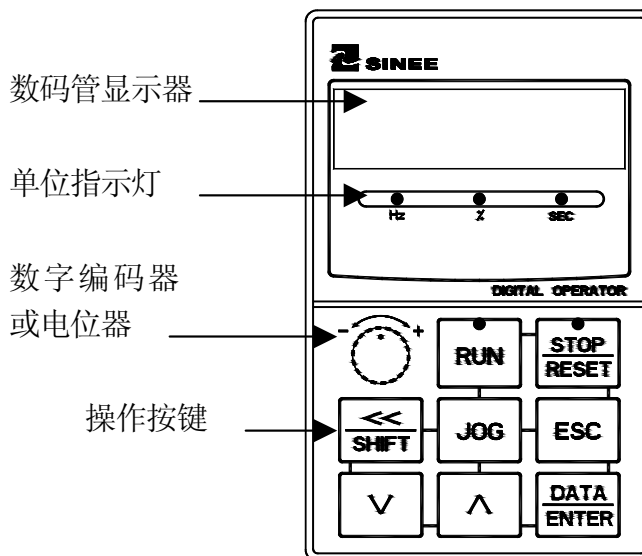 SINEE
数码管显示器
单位指示灯
Hz % SEC
数字编码器
或电位器
DIGITAL OPERATOR
- +
RUN
STOP
RESET
操作按键
<<
SHIFT
JOG
ESC
∨
∧
DATA
ENTER